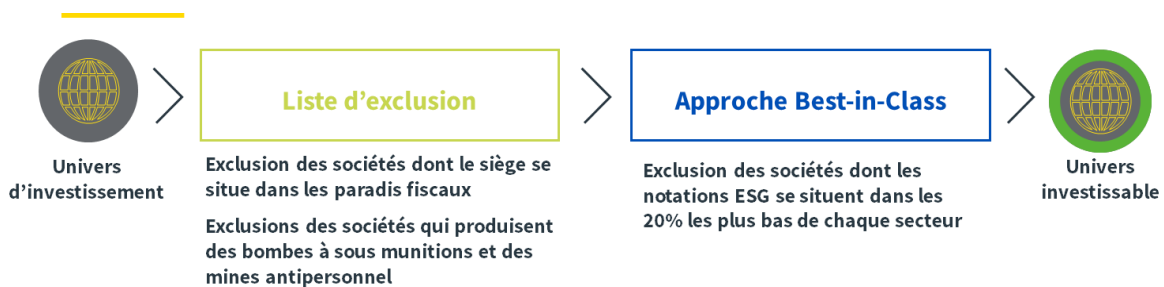 Univers
d’investissement
Liste d’exclusion
Exclusion des sociétés dont le siège se
situe dans les paradis fiscaux
Exclusions des sociétés qui produisent
des bombes à sous munitions et des
mines antipersonnel
Approche Best-in-Class
Exclusion des sociétés dont les
notations ESG se situent dans les
20% les plus bas de chaque secteur
Univers
investissable